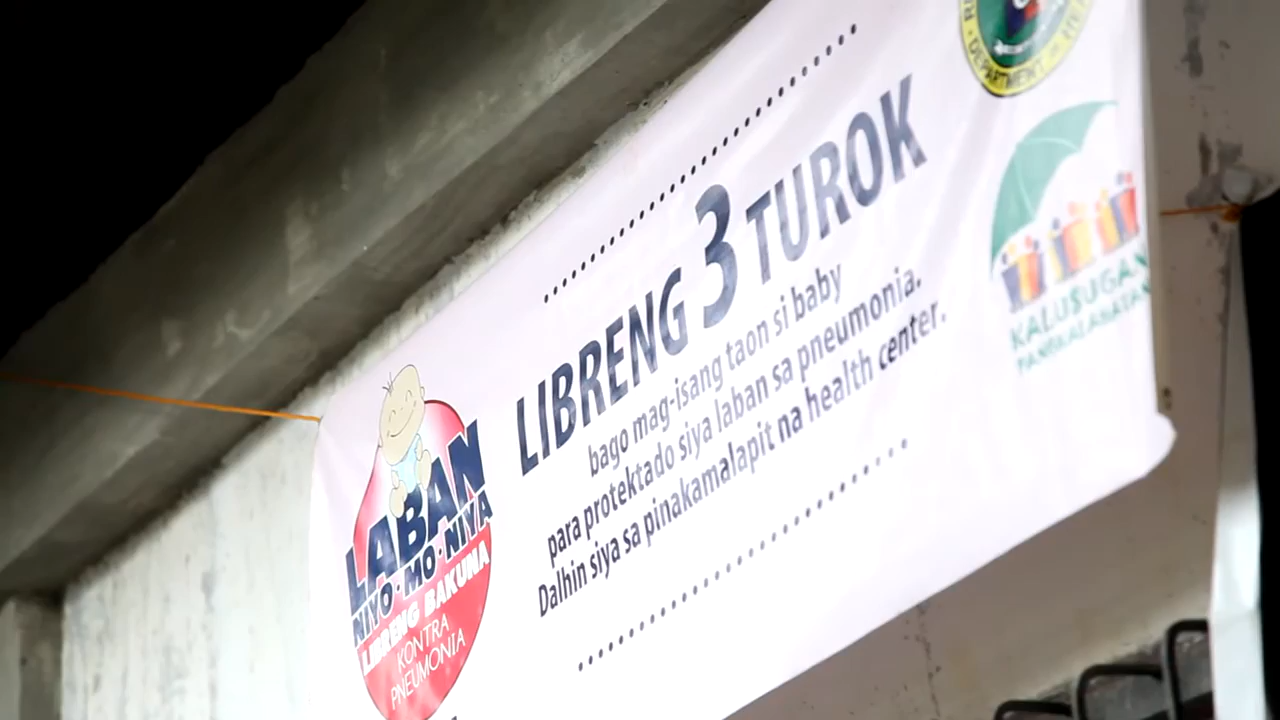 LABAN
NIYO·MO·NIYA
LIBRENG BAKUNA
KONTRA
PNEUMONIA
LIBRENG 3 TUROK
bago mag-isang taon si baby
para protektado siya laban sa pneumonia.
Dalhin siya sa pinakamalapit na health center.
DEPARTMENT
KALUSUGAN
PANGKALAHATAN